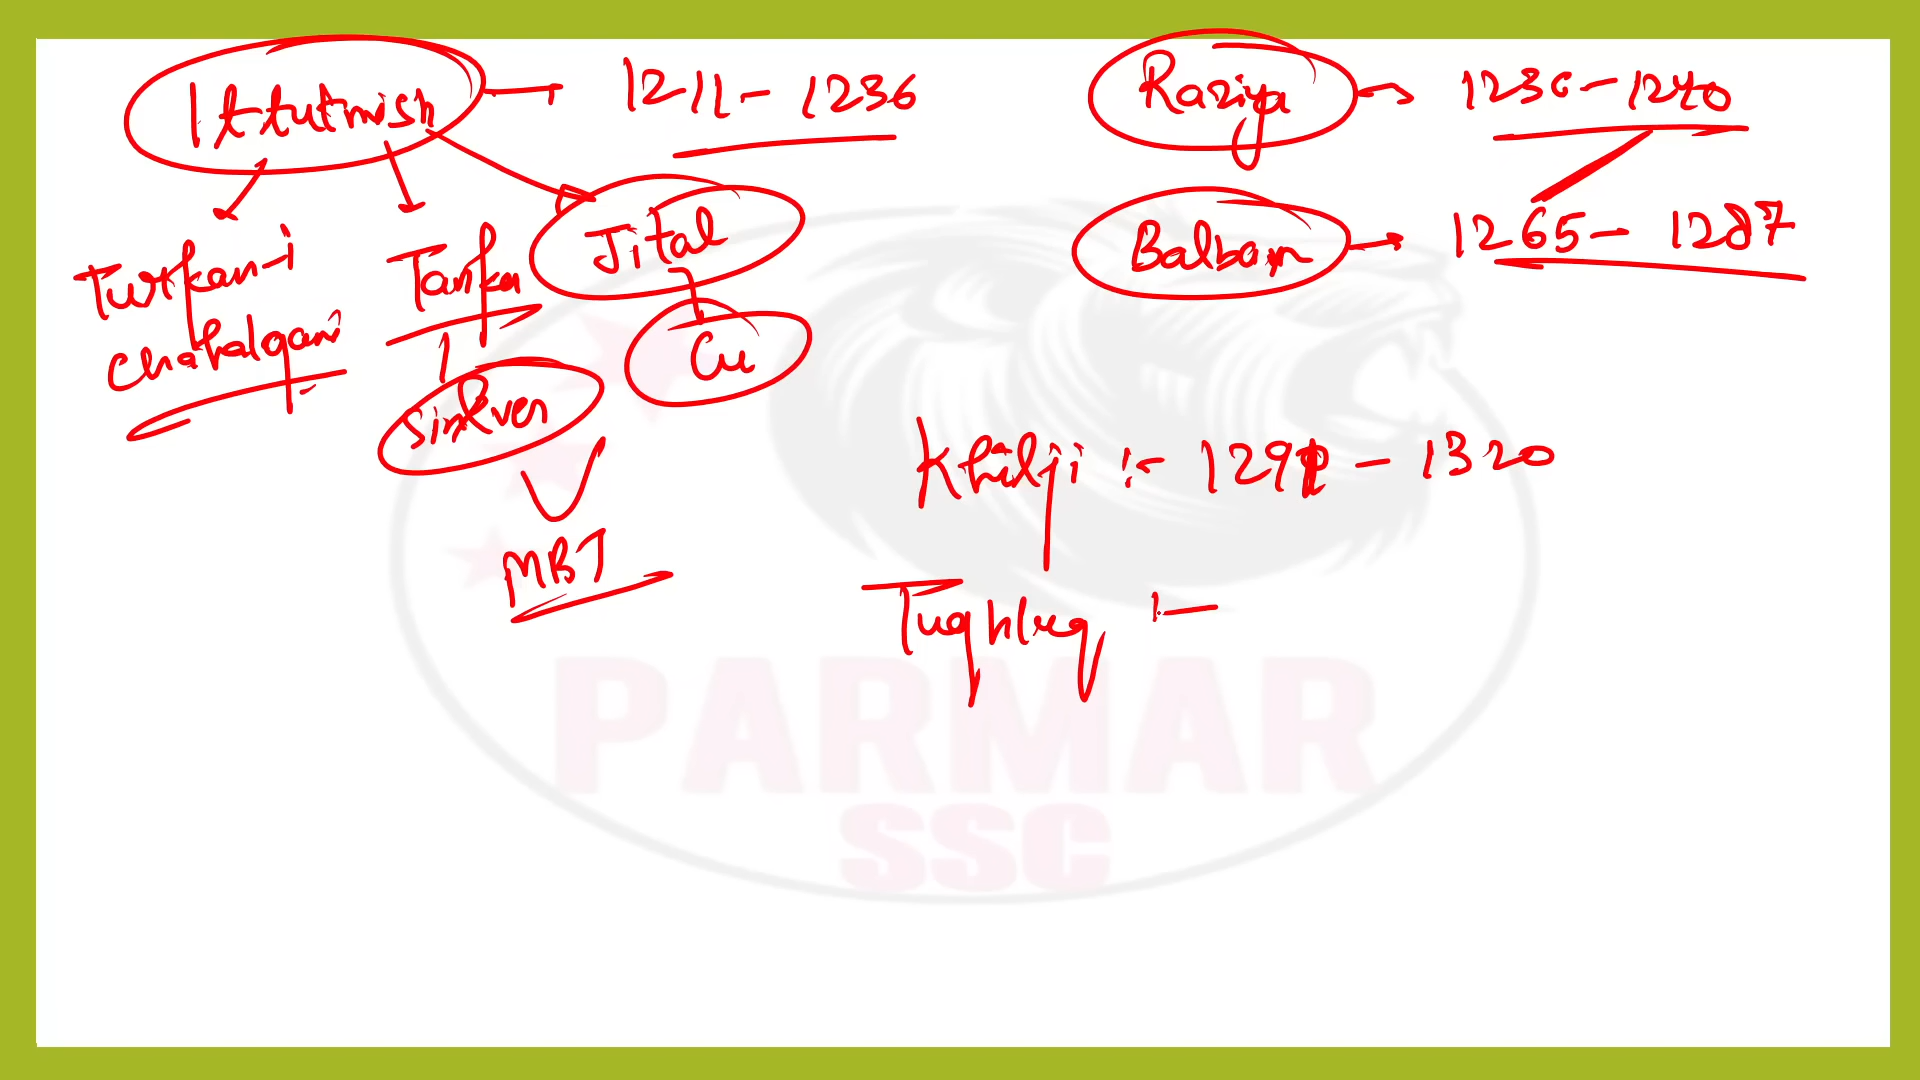 Ittutmish → 1211 - 1236
Turkan-i Chahalgani
Tanka
Silver
MBT
Jital
Cu
Raziya → 1236 - 1240
Balban → 1265 - 1287
Khilji :- 1290 - 1320
Tughluq :-
PARMAR
SSC